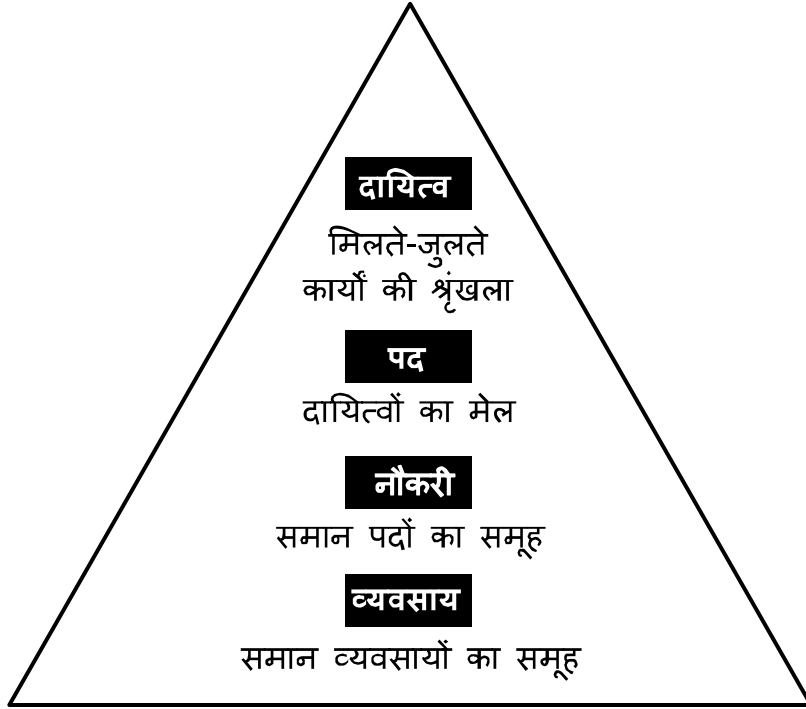 दायित्व
मिलते-जुलते
कार्यों की श्रृंखला
पद
दायित्वों का मेल
नौकरी
समान पदों का समूह
व्यवसाय
समान व्यवसायों का समूह